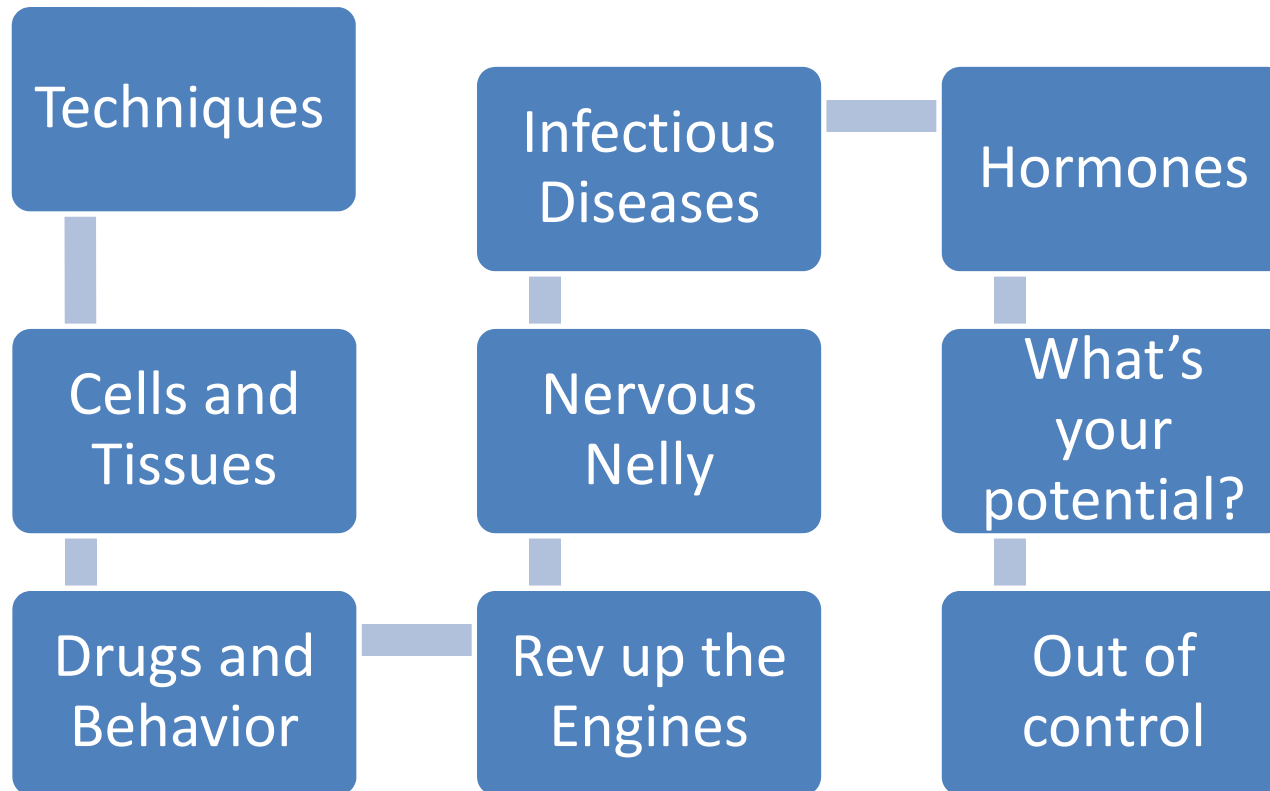 Techniques
Cells and
Tissues
Drugs and
Behavior
Rev up the
Engines
Nervous
Nelly
Infectious
Diseases
Hormones
What’s
your
potential?
Out of
control